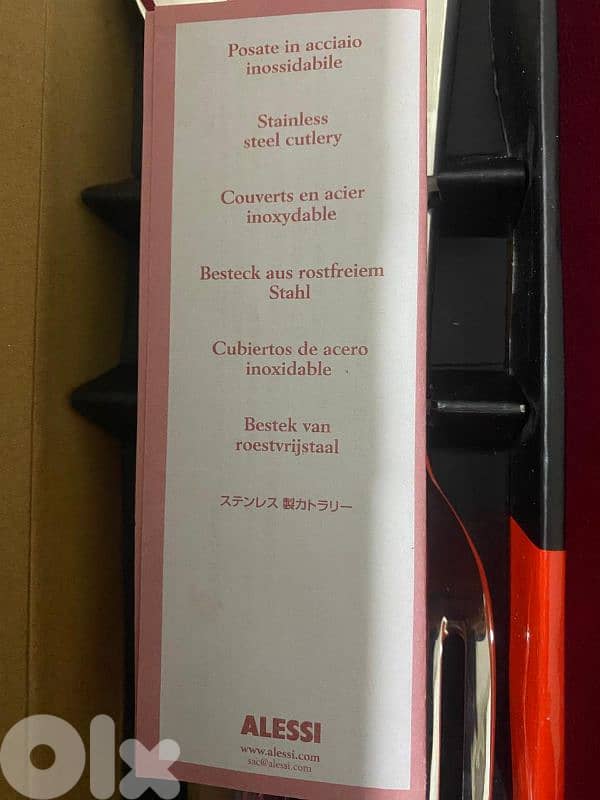 Posate in acciaio
inossidabile
Stainless
steel cutlery
Couverts en acier
inoxydable
Besteck aus rostfreiem
Stahl
Cubiertos de acero
inoxidable
Bestek van
roestvrijstaal
ステンレス 製カトラリー
ALESSI
www.alessi.com
sac@alessi.com
olx